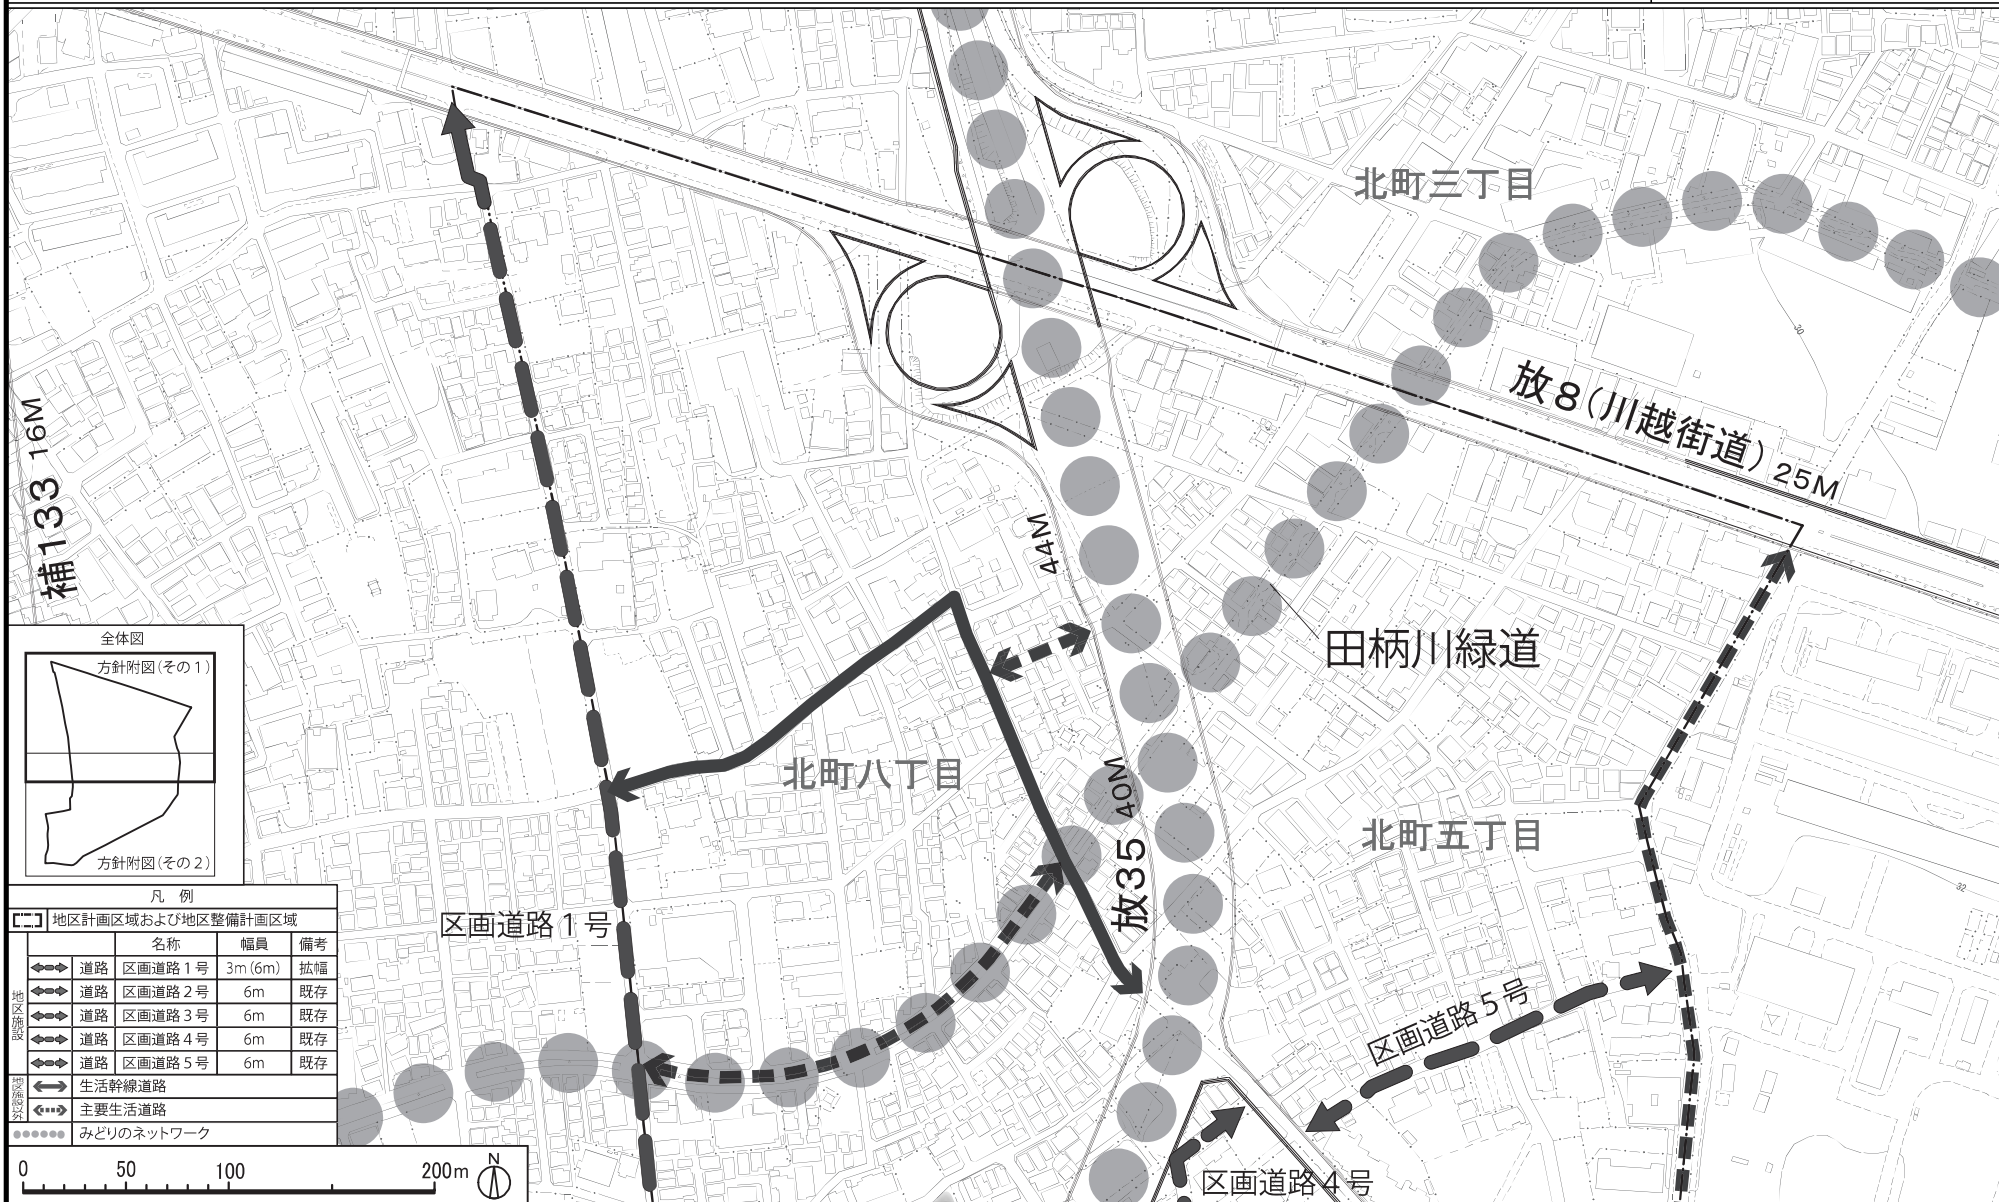 北町三丁目
放8(川越街道) 25M
補133 16M
44M
田柄川緑道
北町八丁目
40M
放35
北町五丁目
区画道路1号
区画道路5号
区画道路4号
30
32
全体図
方針附図(その1)
方針附図(その2)
凡 例
地区計画区域および地区整備計画区域
名称 幅員 備考
地区施設
道路 区画道路1号 3m(6m) 拡幅
道路 区画道路2号 6m 既存
道路 区画道路3号 6m 既存
道路 区画道路4号 6m 既存
道路 区画道路5号 6m 既存
地区施設以外
生活幹線道路
主要生活道路
みどりのネットワーク
0 50 100 200m
N